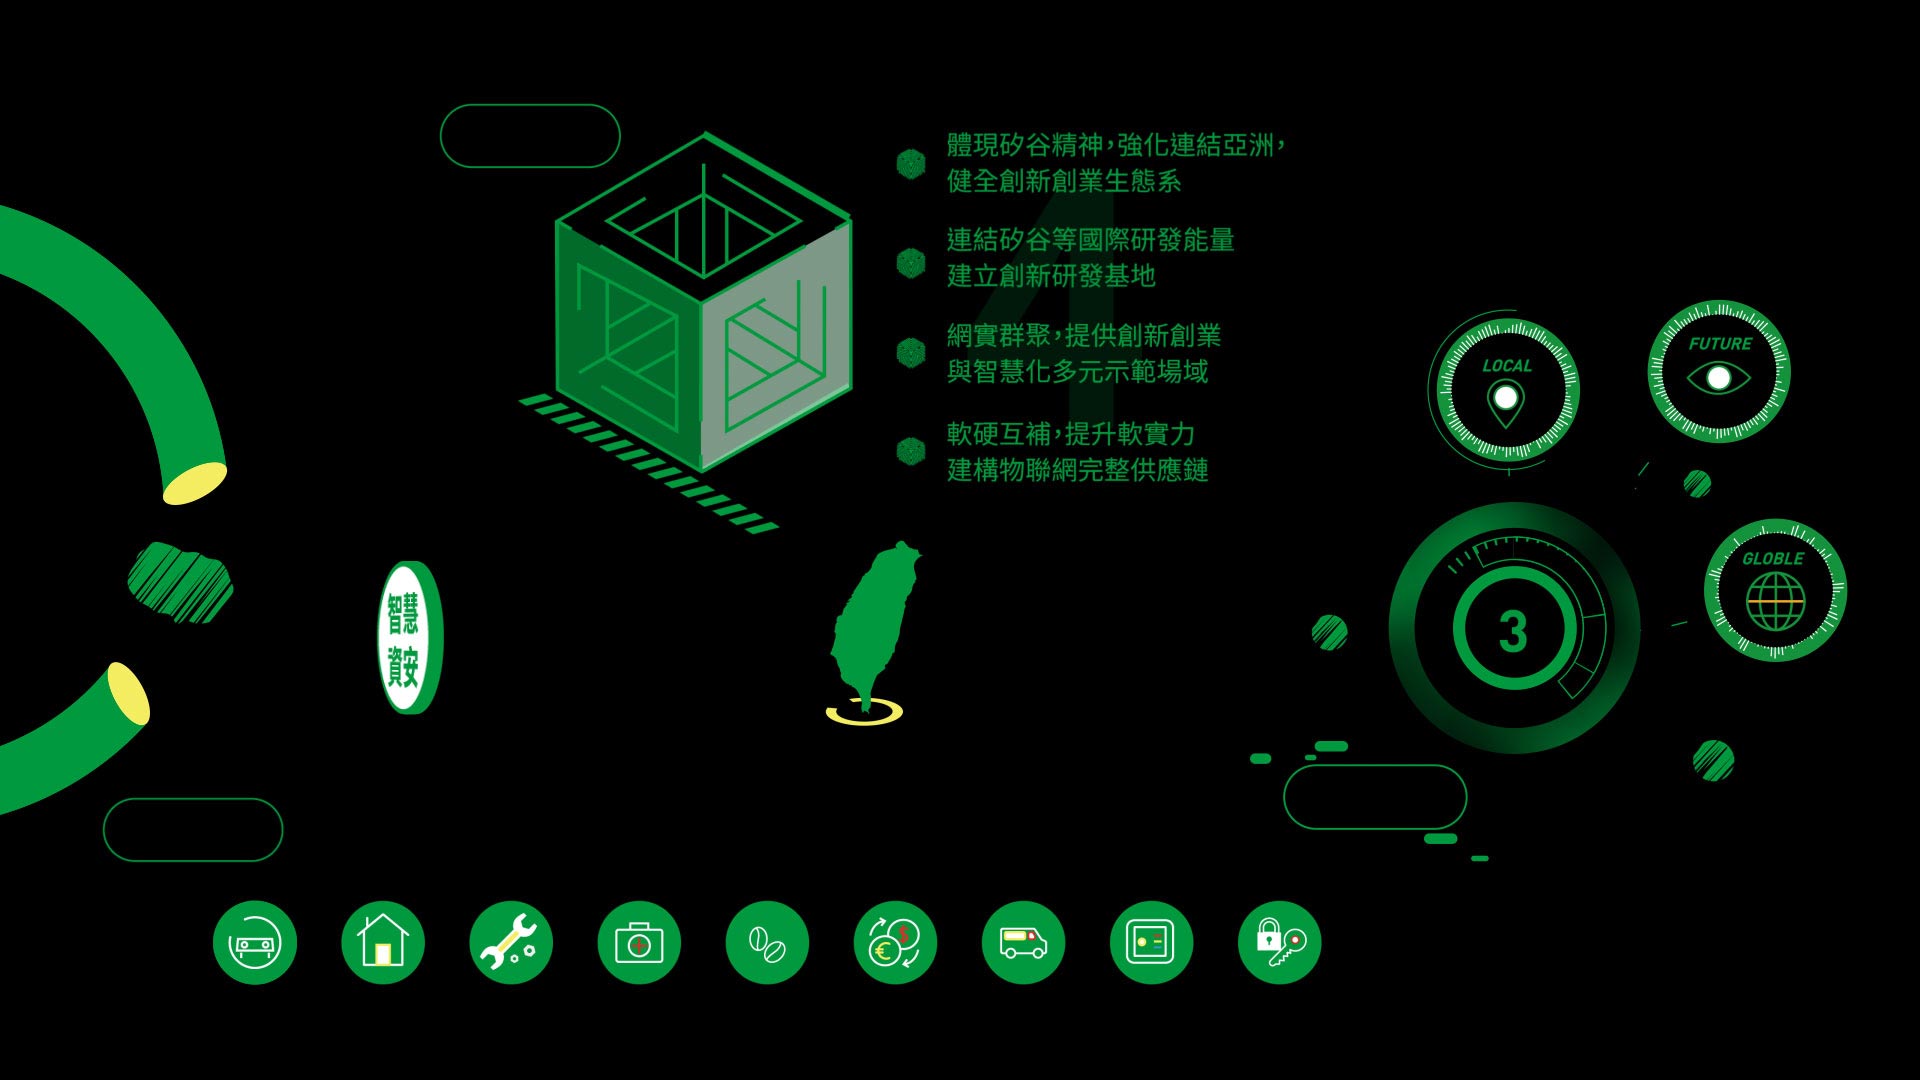 體現矽谷精神，強化連結亞洲，
健全創新創業生態系
連結矽谷等國際研發能量
建立創新研發基地
網實群聚，提供創新創業
與智慧化多元示範場域
軟硬互補，提升軟實力
建構物聯網完整供應鏈
4
LOCAL
FUTURE
GLOBLE
3
智慧
資安
$
€